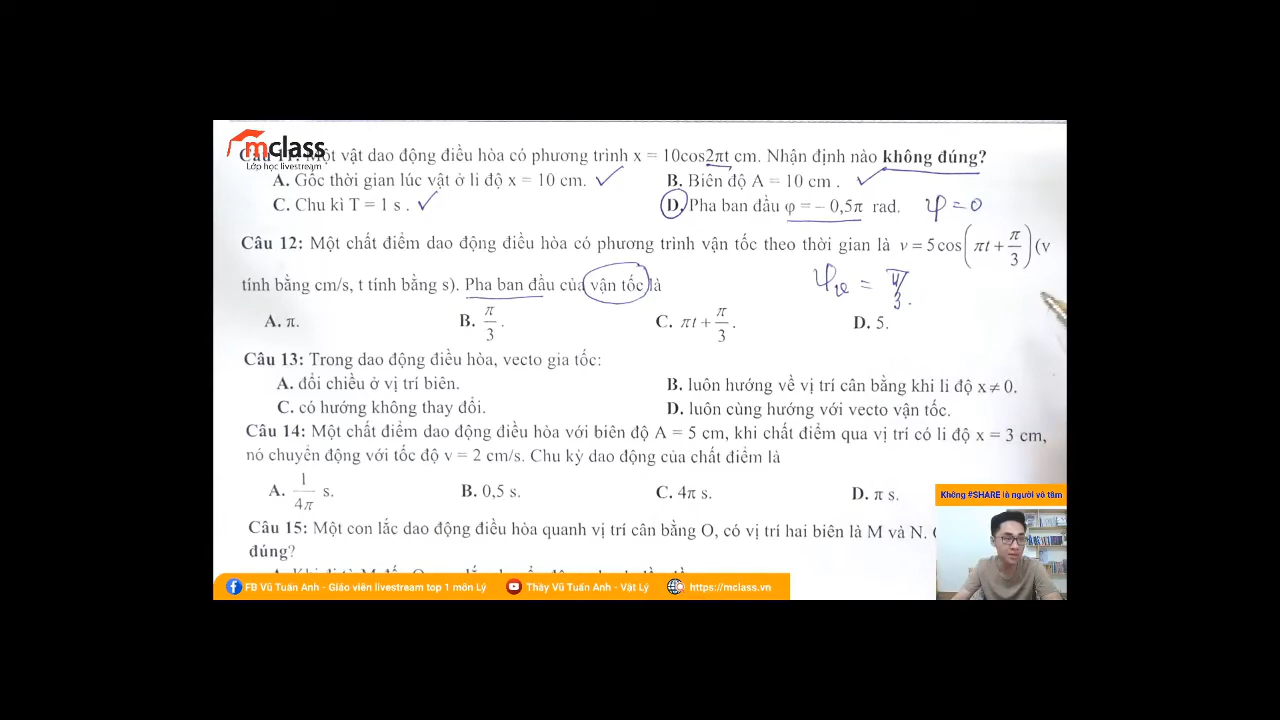 mclass
Lớp học livestream
Câu 11: Một vật dao động điều hòa có phương trình x = 10cos2πt cm. Nhận định nào không đúng?
A. Gốc thời gian lúc vật ở li độ x = 10 cm. ✓ B. Biên độ A = 10 cm . ✓
C. Chu kì T = 1 s . ✓ D. Pha ban đầu φ = − 0,5π rad. φ = 0
Câu 12: Một chất điểm dao động điều hòa có phương trình vận tốc theo thời gian là v = 5cos(πt + π/3) (v
tính bằng cm/s, t tính bằng s). Pha ban đầu của vận tốc là φv = π/3.
A. π. B. π/3. C. πt + π/3. D. 5.
Câu 13: Trong dao động điều hòa, vecto gia tốc:
A. đổi chiều ở vị trí biên. B. luôn hướng về vị trí cân bằng khi li độ x ≠ 0.
C. có hướng không thay đổi. D. luôn cùng hướng với vecto vận tốc.
Câu 14: Một chất điểm dao động điều hòa với biên độ A = 5 cm, khi chất điểm qua vị trí có li độ x = 3 cm,
nó chuyển động với tốc độ v = 2 cm/s. Chu kỳ dao động của chất điểm là
A. 1/4π s. B. 0,5 s. C. 4π s. D. π s.
Không #SHARE là người vô tâm
Câu 15: Một con lắc dao động điều hòa quanh vị trí cân bằng O, có vị trí hai biên là M và N.
đúng?
FB Vũ Tuấn Anh - Giáo viên livestream top 1 môn Lý Thầy Vũ Tuấn Anh - Vật Lý https://mclass.vn